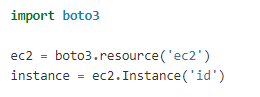 import boto3
ec2 = boto3.resource('ec2')
instance = ec2.Instance('id')